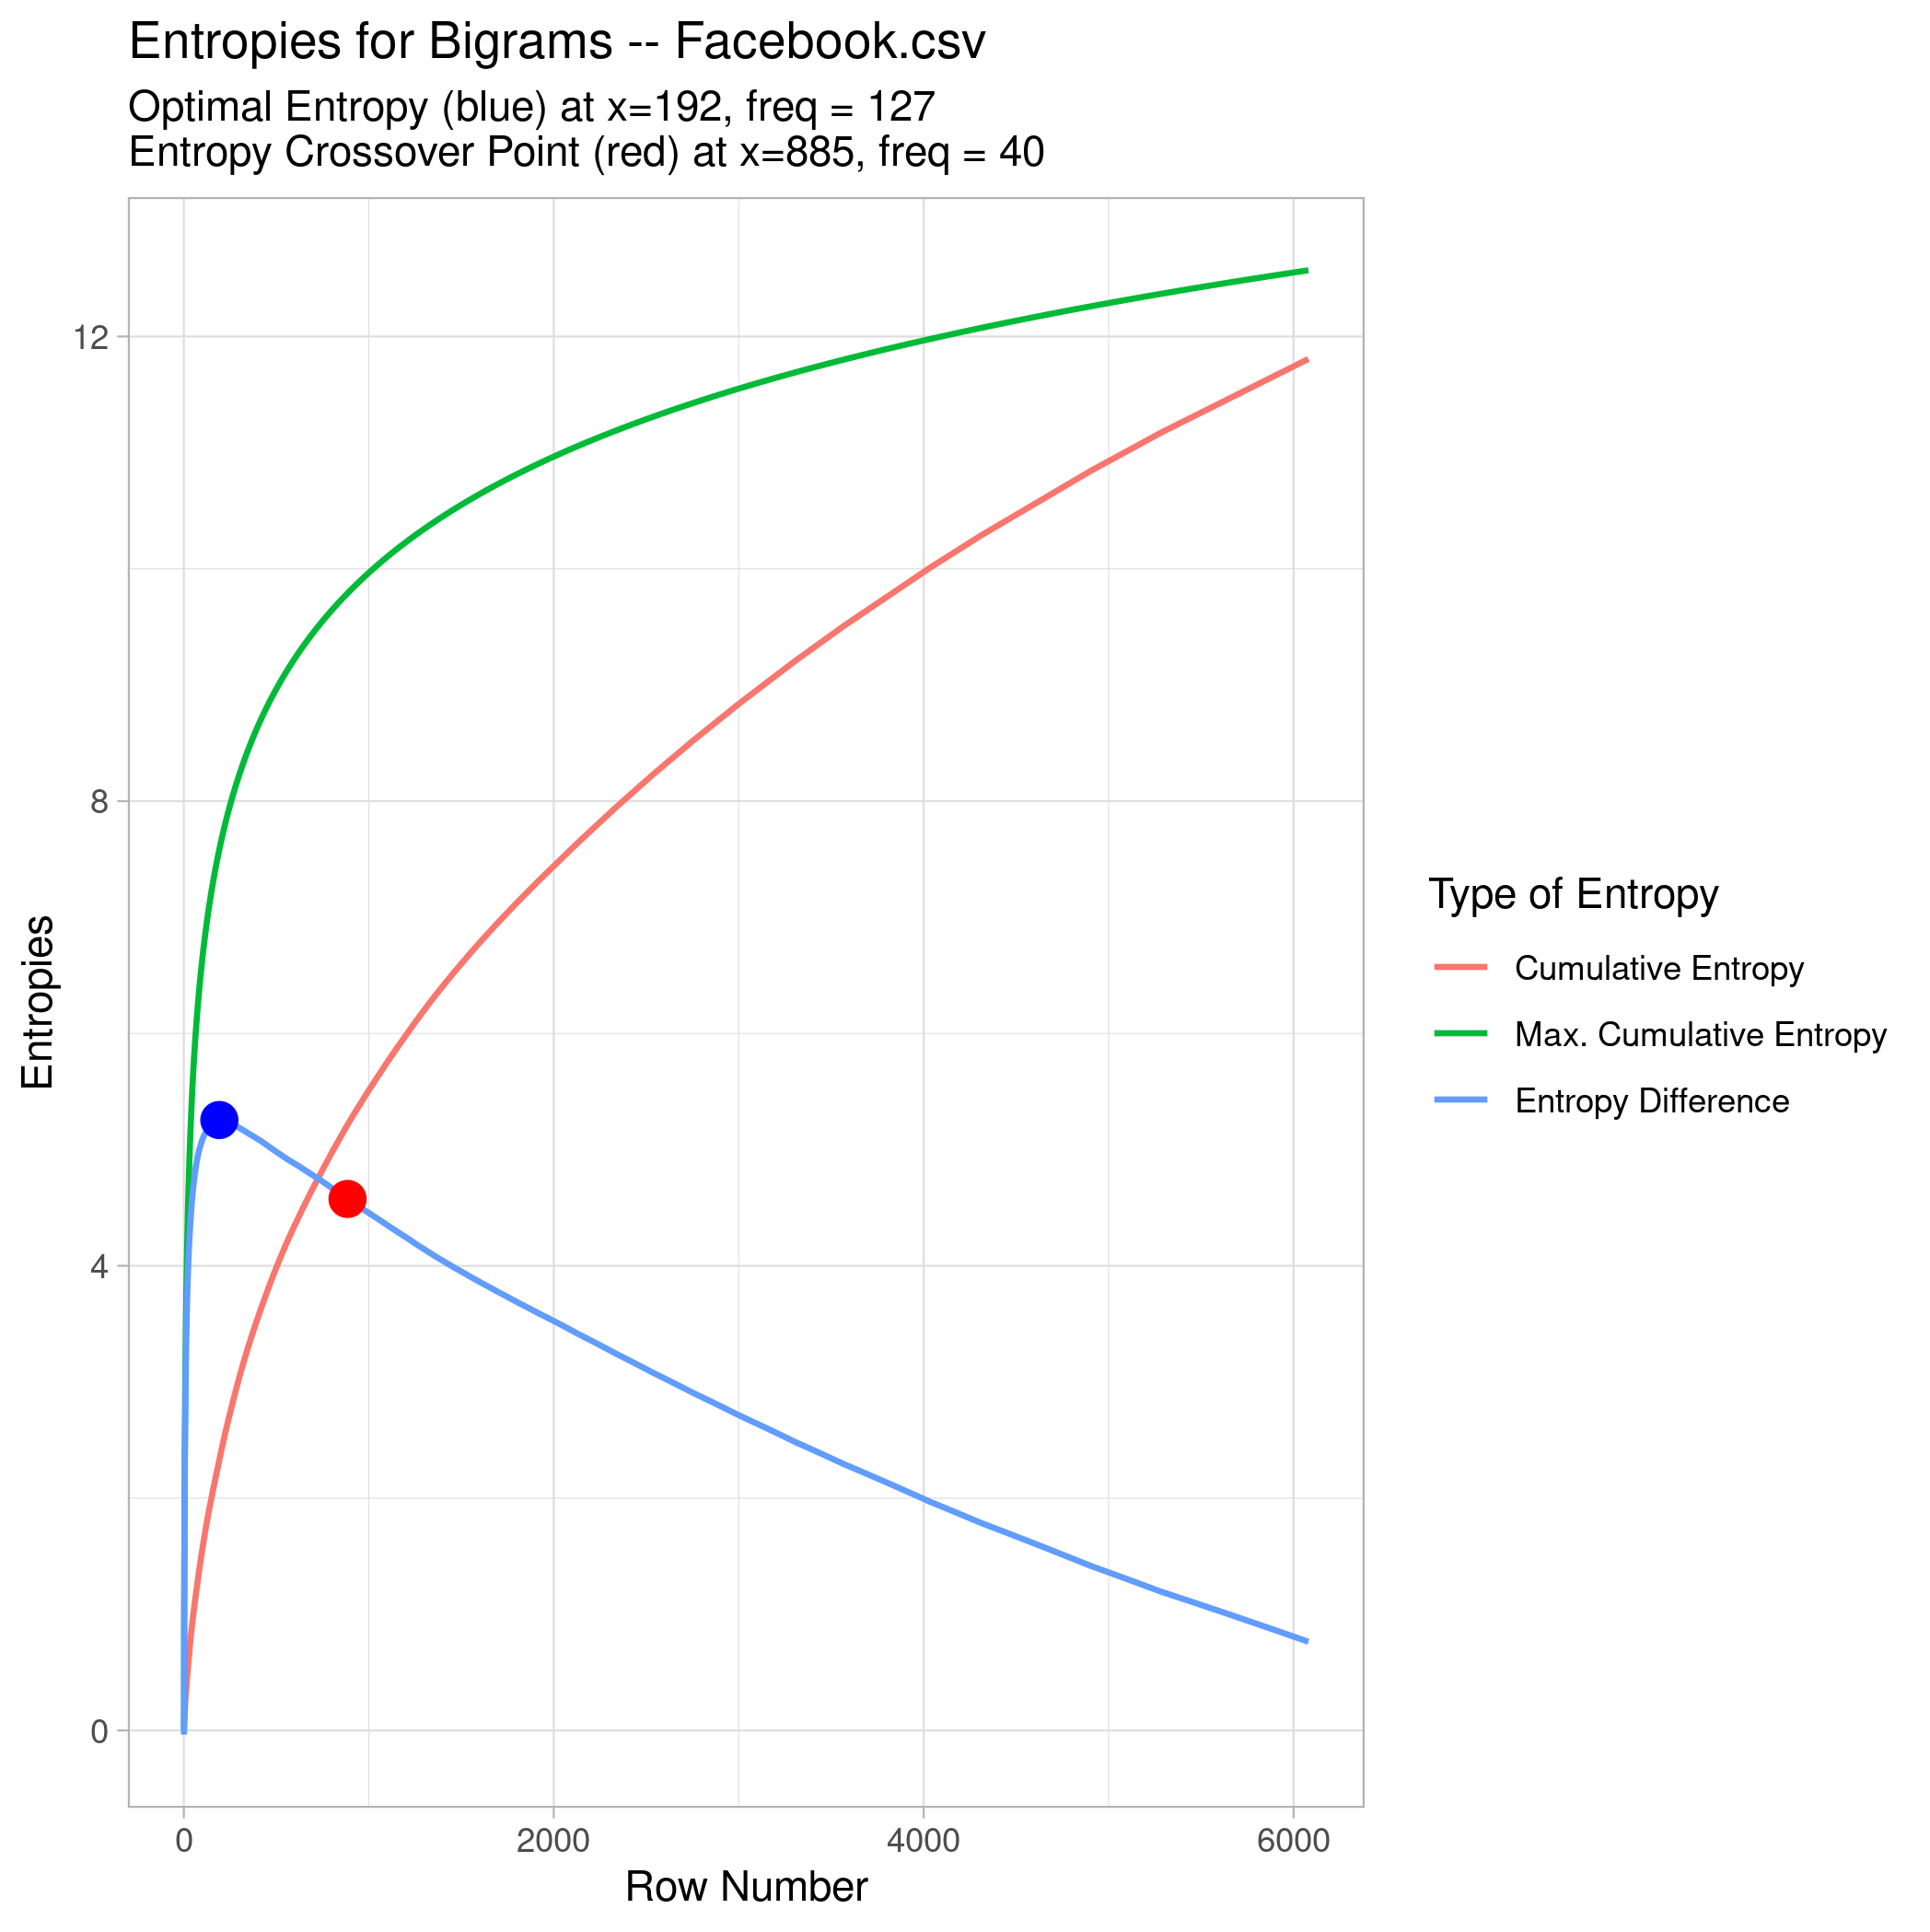 Entropies for Bigrams -- Facebook.csv
Optimal Entropy (blue) at x=192, freq = 127
Entropy Crossover Point (red) at x=885, freq = 40
12
8
4
0
Entropies
0 2000 4000 6000
Row Number
Type of Entropy
Cumulative Entropy
Max. Cumulative Entropy
Entropy Difference